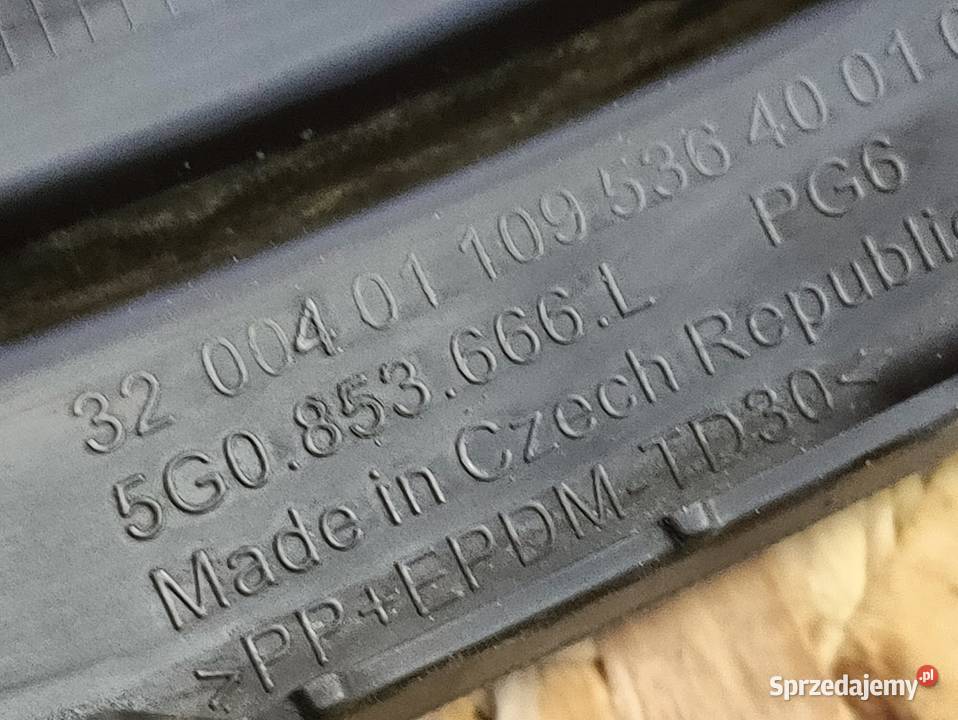 32 004 01 109 536 40 01 0
5G0.853.666.L PG6
Made in Czech Republic
>PP+EPDM-TD30<
Sprzedajemy.pl